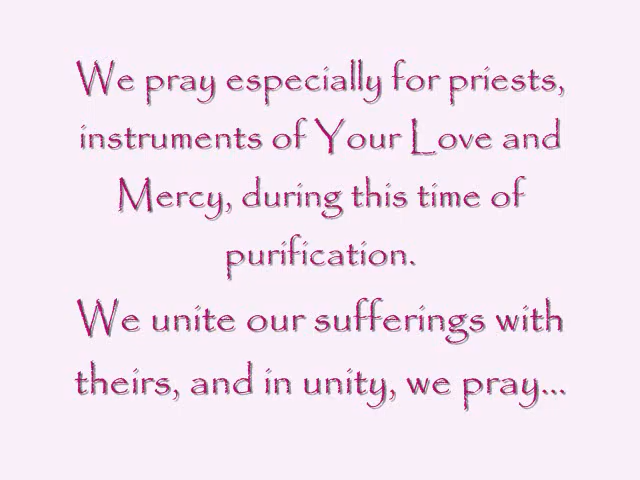 We pray especially for priests,
instruments of Your Love and
Mercy, during this time of
purification.
We unite our sufferings with
theirs, and in unity, we pray...